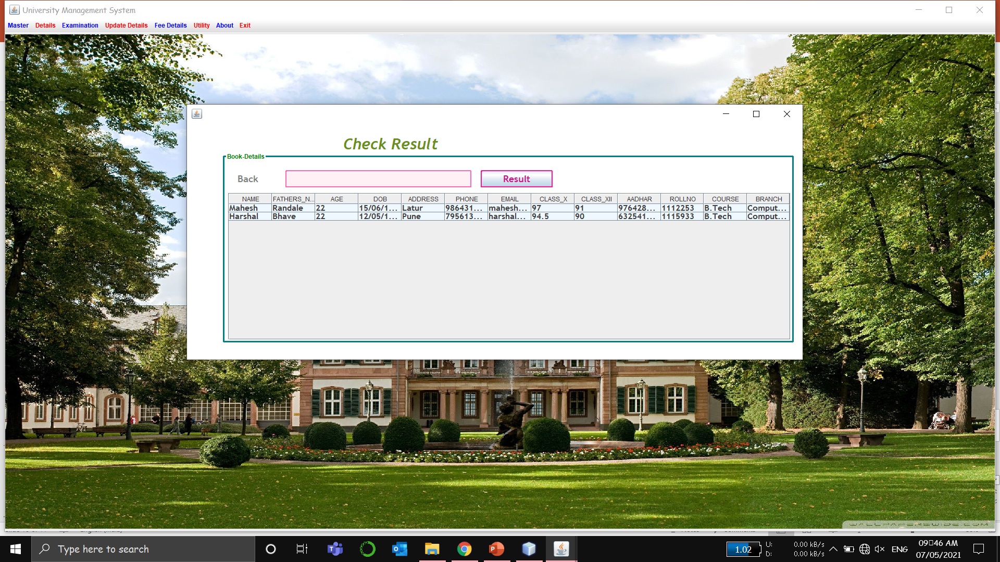 University Management System
Master Details Examination Update Details Fee Details Utility About Exit
Check Result
Book-Details
Back Result
NAME FATHERS_N... AGE DOB ADDRESS PHONE EMAIL CLASS_X CLASS_XII AADHAR ROLLNO COURSE BRANCH
Mahesh Randale 22 15/06/1... Latur 986431... mahesh... 97 91 976428... 1112253 B.Tech Comput...
Harshal Bhave 22 12/05/1... Pune 795613... harshal... 94.5 90 632541... 1115933 B.Tech Comput...
Type here to search
1.02
U: 0.00 kB/s
D: 0.00 kB/s
ENG
09▯46 AM
07/05/2021